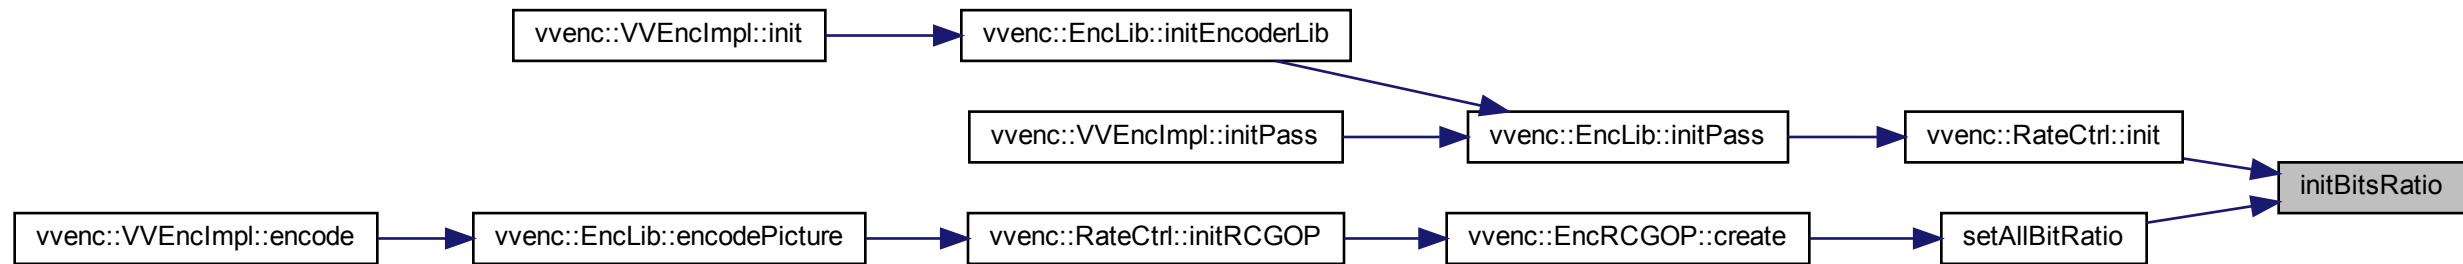 vvenc::VVEncImpl::init
vvenc::EncLib::initEncoderLib
vvenc::VVEncImpl::initPass
vvenc::EncLib::initPass
vvenc::RateCtrl::init
initBitsRatio
vvenc::VVEncImpl::encode
vvenc::EncLib::encodePicture
vvenc::RateCtrl::initRCGOP
vvenc::EncRCGOP::create
setAllBitRatio